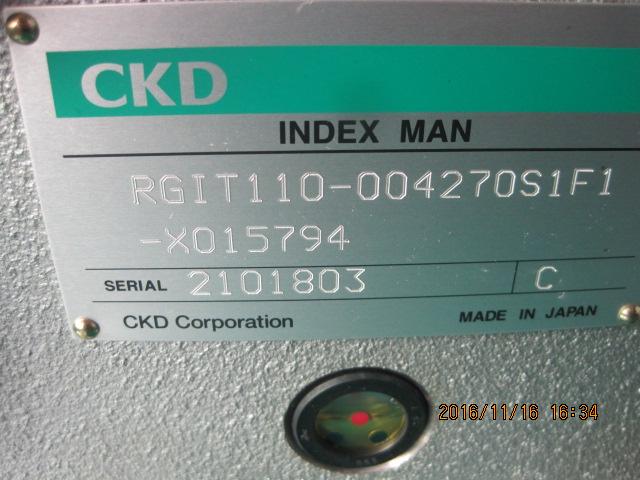 CKD
INDEX MAN
RGIT110-004270S1F1
-X015794
SERIAL 2101803 C
CKD Corporation MADE IN JAPAN
2016/11/16 16:34